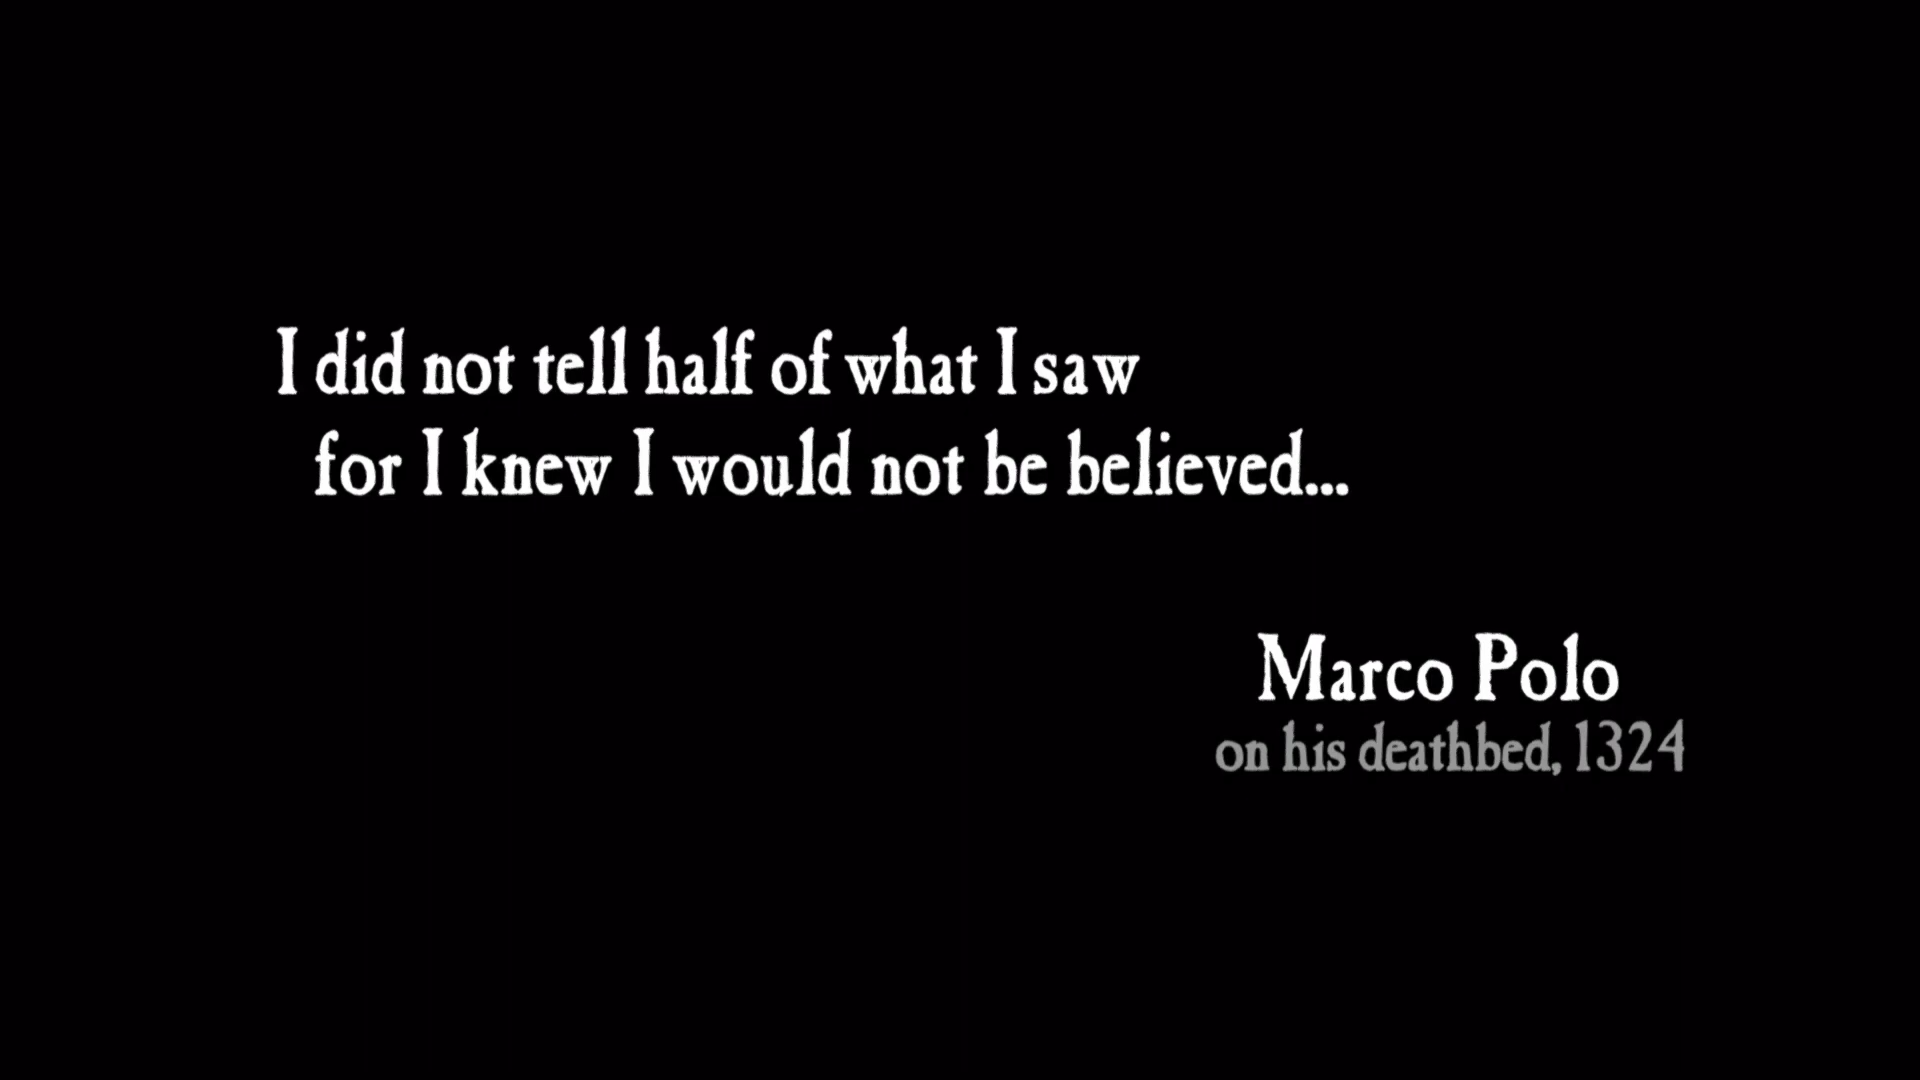 I did not tell half of what I saw
for I knew I would not be believed...
Marco Polo
on his deathbed, 1324